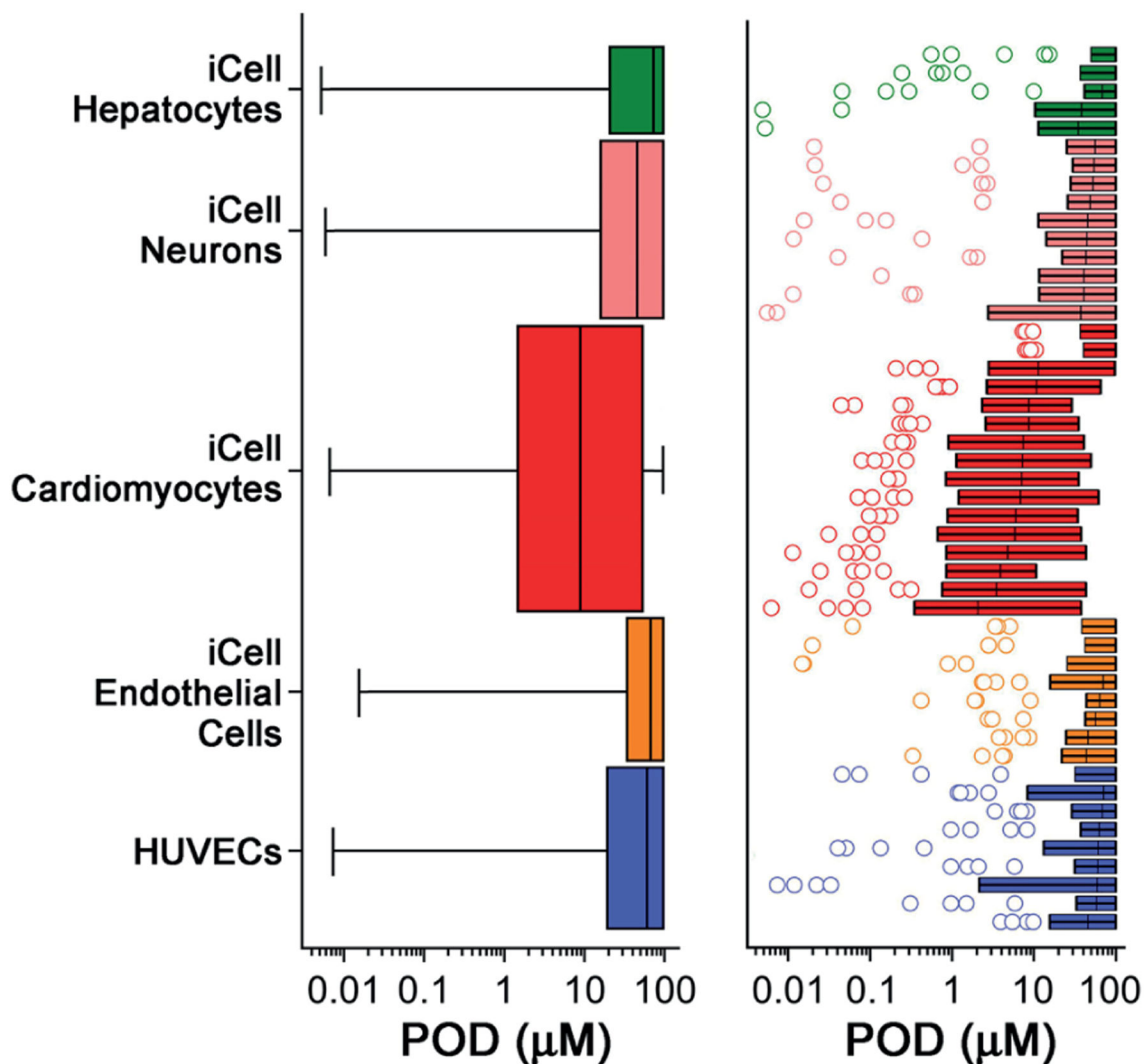 iCell
Hepatocytes
iCell
Neurons
iCell
Cardiomyocytes
iCell
Endothelial
Cells
HUVECs
0.01 0.1 1 10 100
POD (μM)
0.01 0.1 1 10 100
POD (μM)